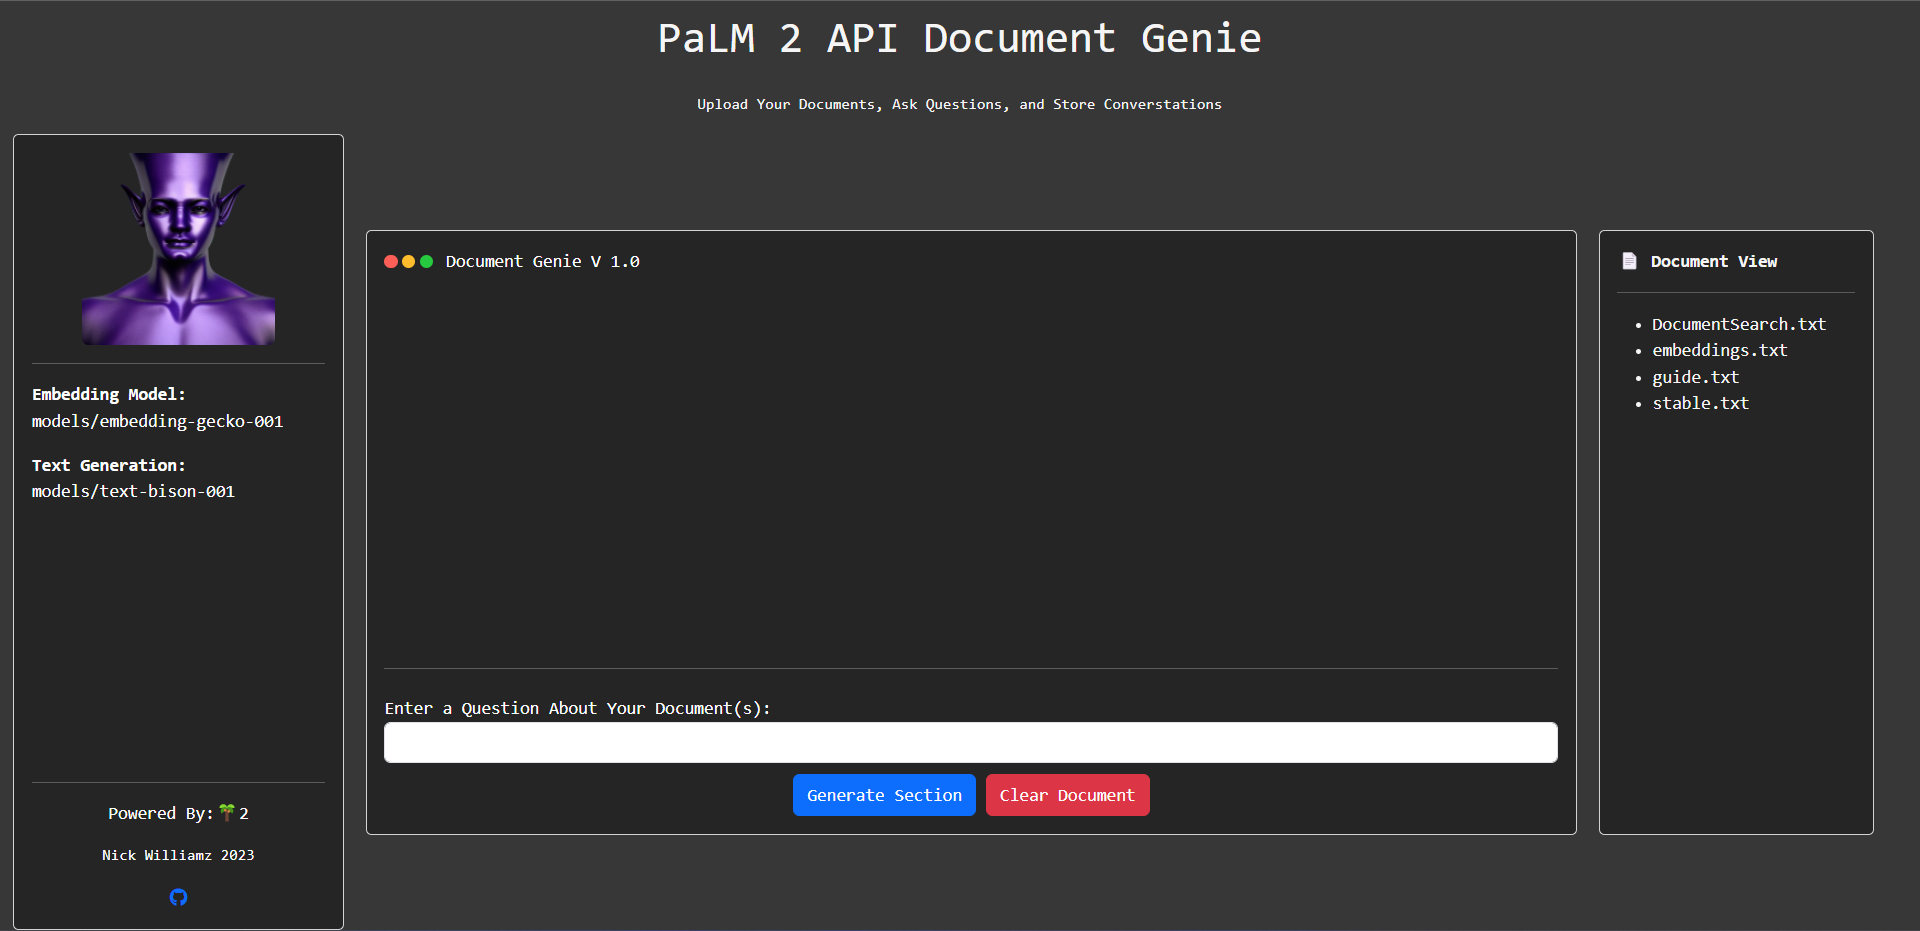 PaLM 2 API Document Genie
Upload Your Documents, Ask Questions, and Store Converstations
Embedding Model:
models/embedding-gecko-001
Text Generation:
models/text-bison-001
Powered By:🌴2
Nick Williamz 2023
Document Genie V 1.0
Enter a Question About Your Document(s):
Generate Section
Clear Document
Document View
DocumentSearch.txt
embeddings.txt
guide.txt
stable.txt